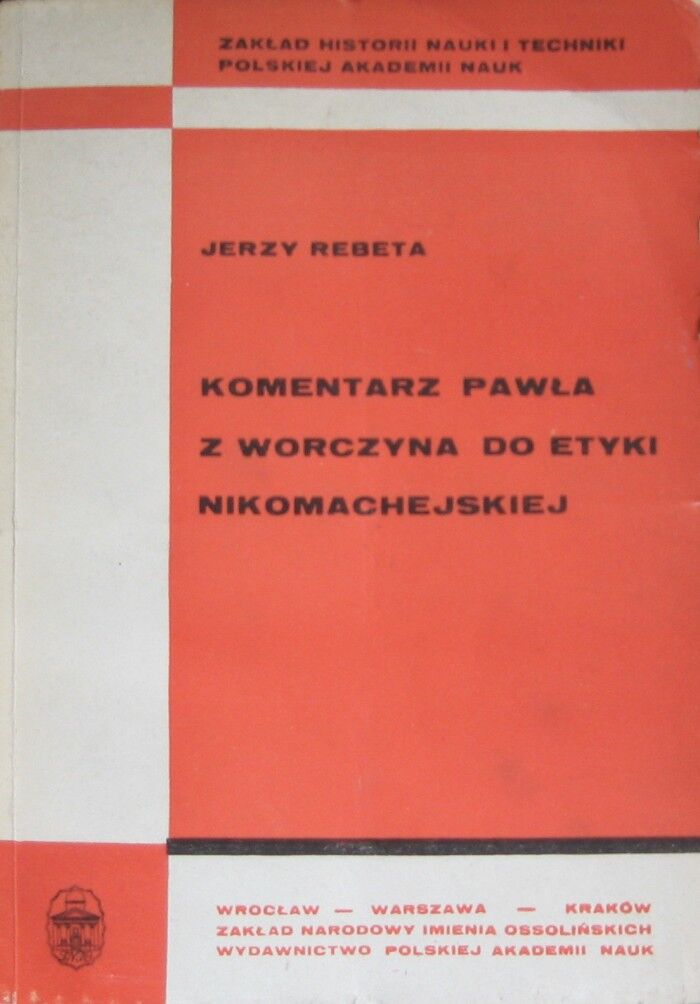 ZAKŁAD HISTORII NAUKI I TECHNIKI
POLSKIEJ AKADEMII NAUK
JERZY REBETA
KOMENTARZ PAWŁA
Z WORCZYNA DO ETYKI
NIKOMACHEJSKIEJ
WROCŁAW — WARSZAWA — KRAKÓW
ZAKŁAD NARODOWY IMIENIA OSSOLIŃSKICH
WYDAWNICTWO POLSKIEJ AKADEMII NAUK